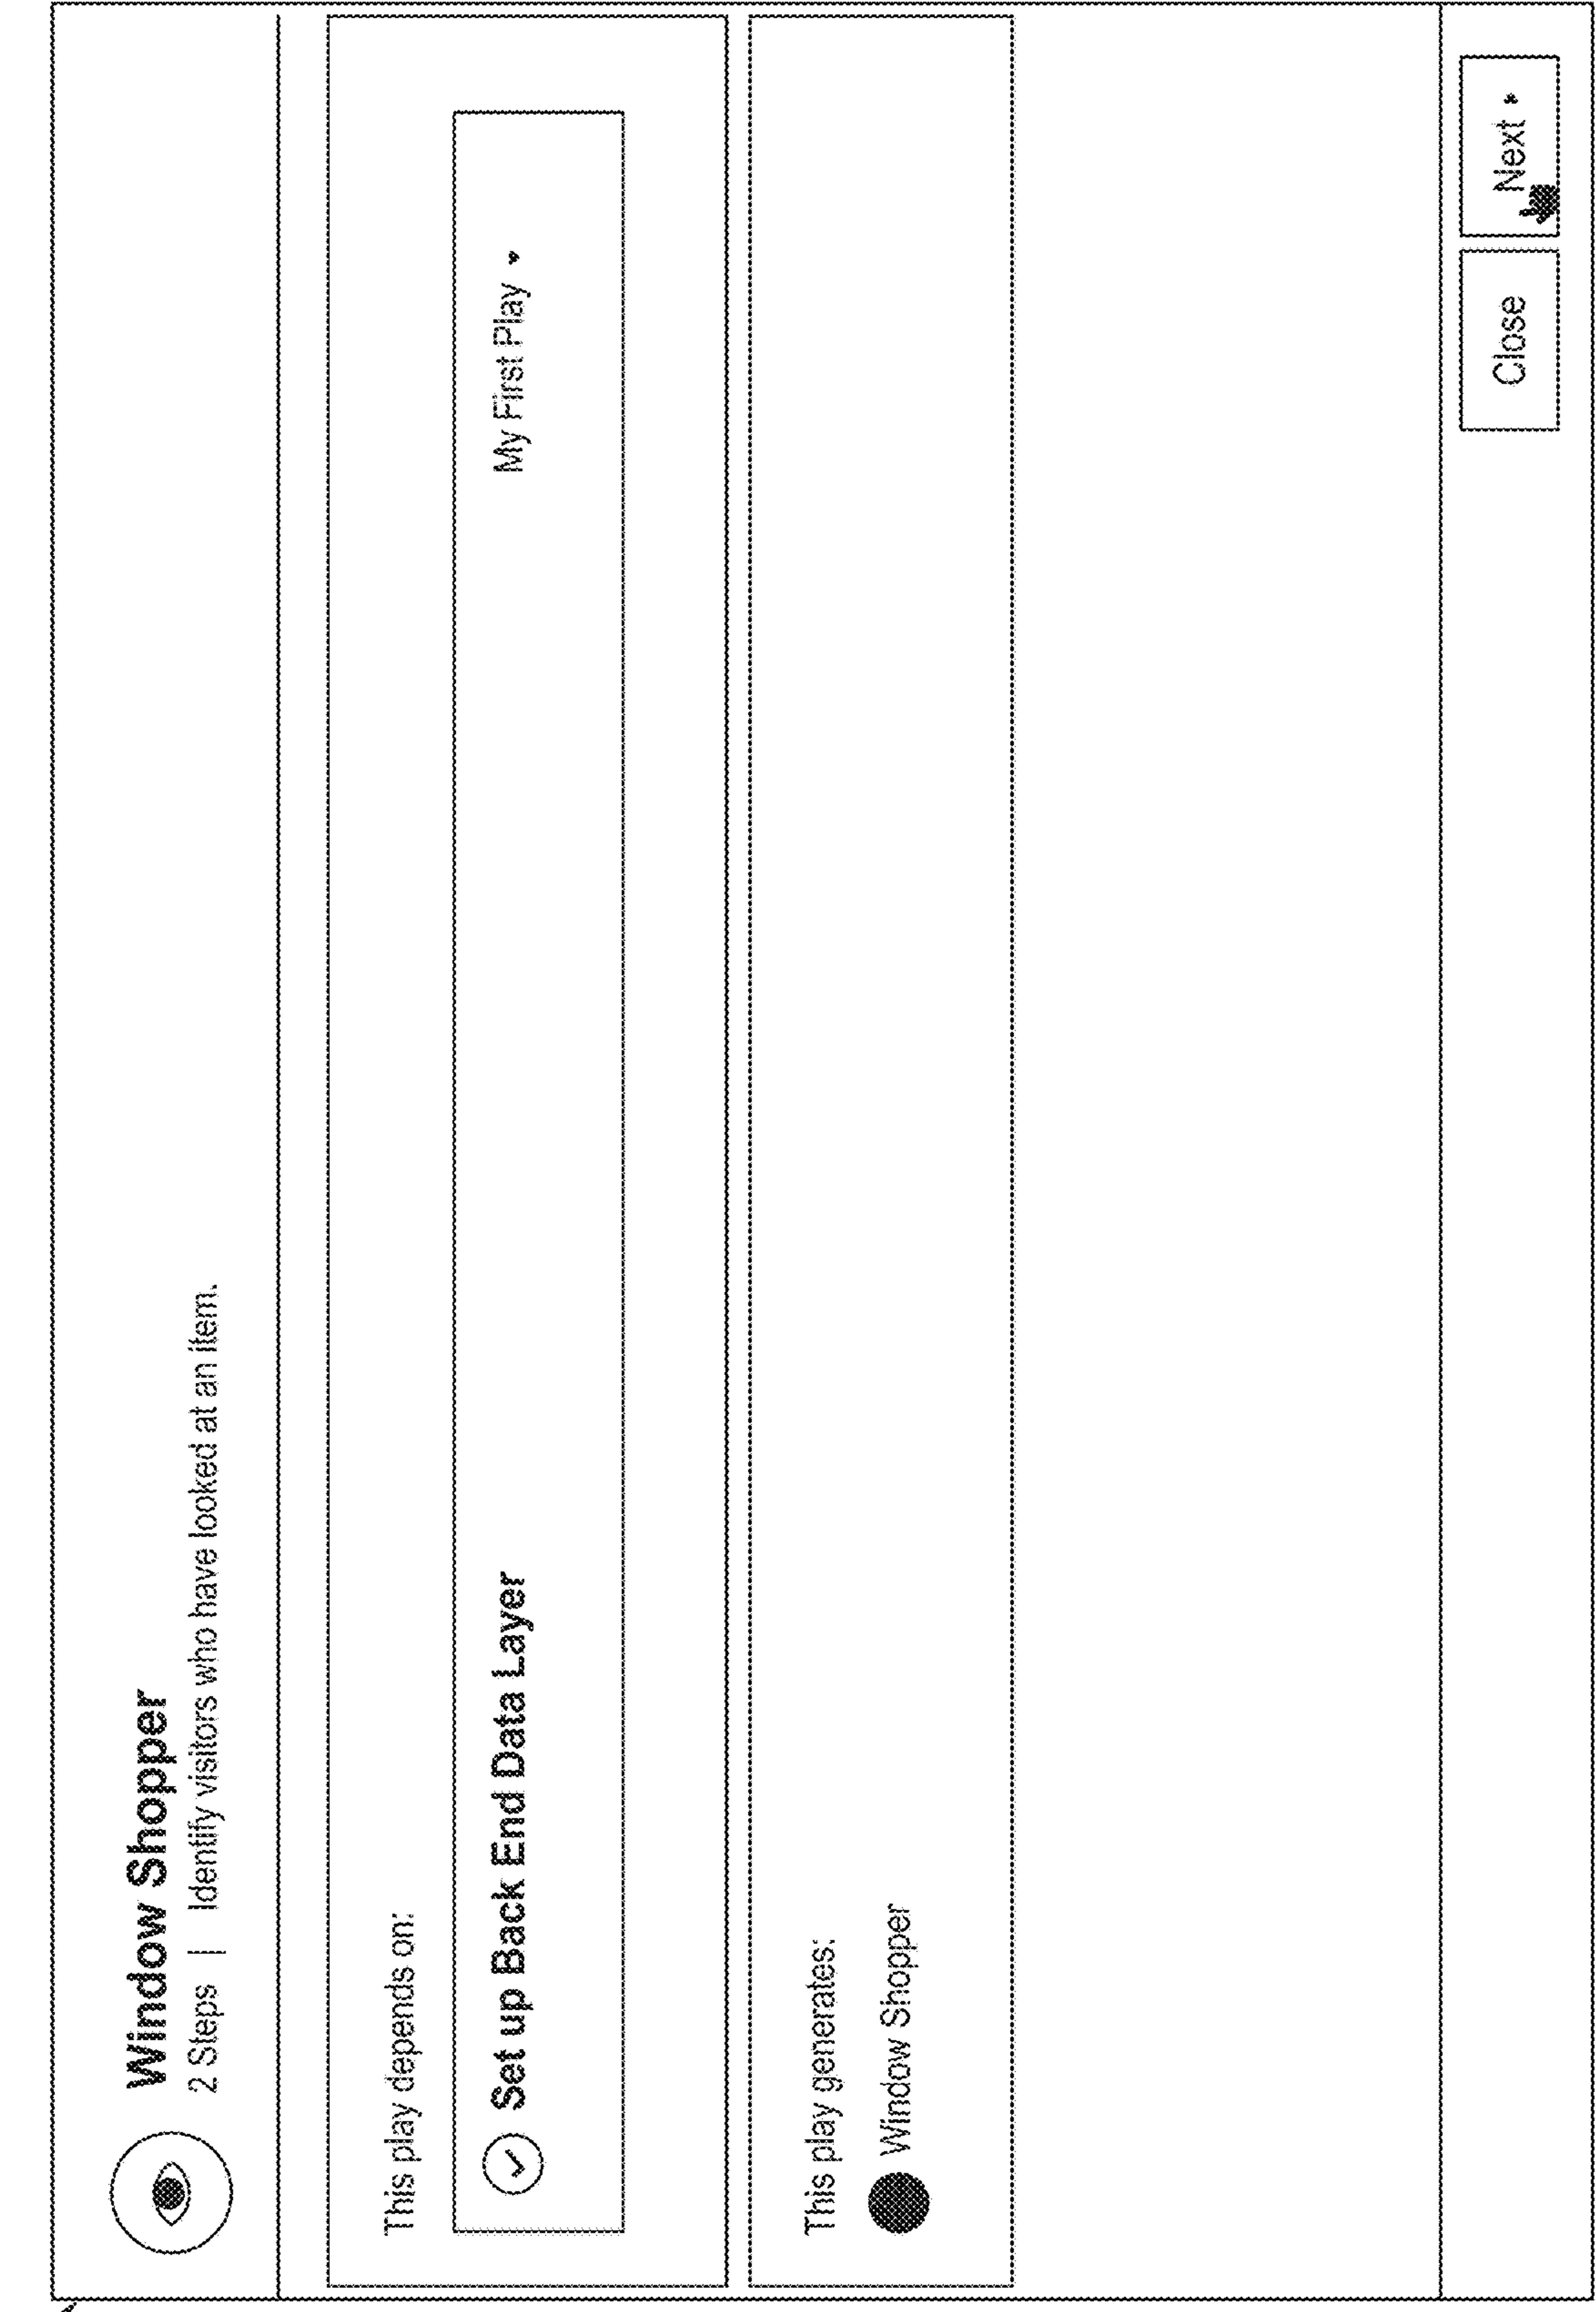 Window Shopper
2 Steps | Identify visitors who have looked at an item.
This play depends on:
Set up Back End Data Layer
My First Play
This play generates:
Window Shopper
Close
Next